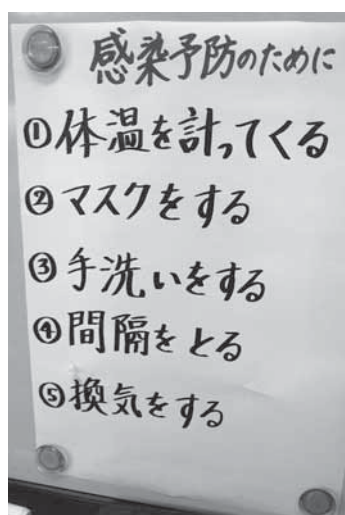 感染予防のために
①体温を計ってくる
②マスクをする
③手洗いをする
④間隔をとる
⑤換気をする